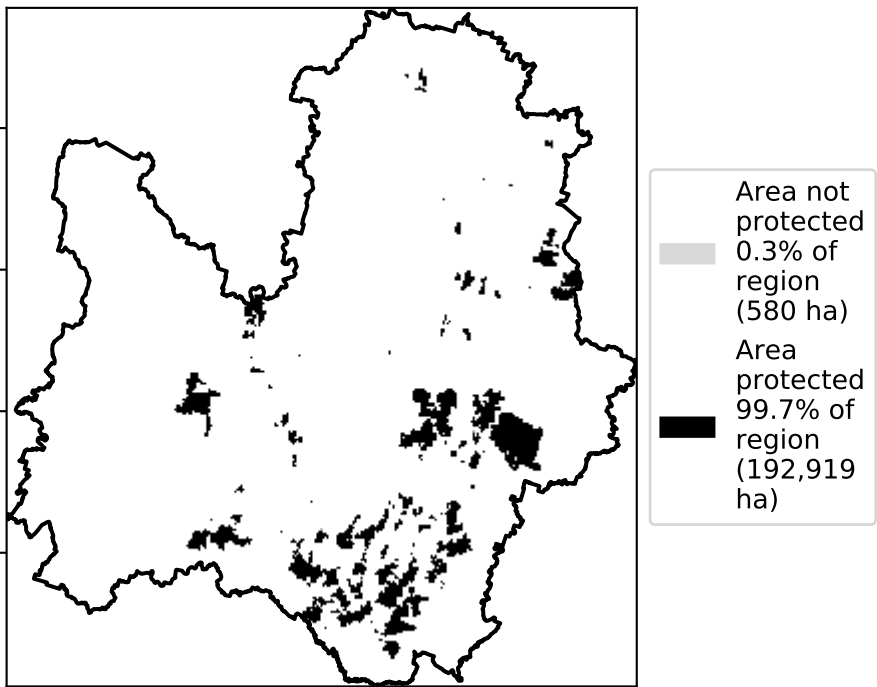 Area not
protected
0.3% of
region
(580 ha)
Area
protected
99.7% of
region
(192,919
ha)